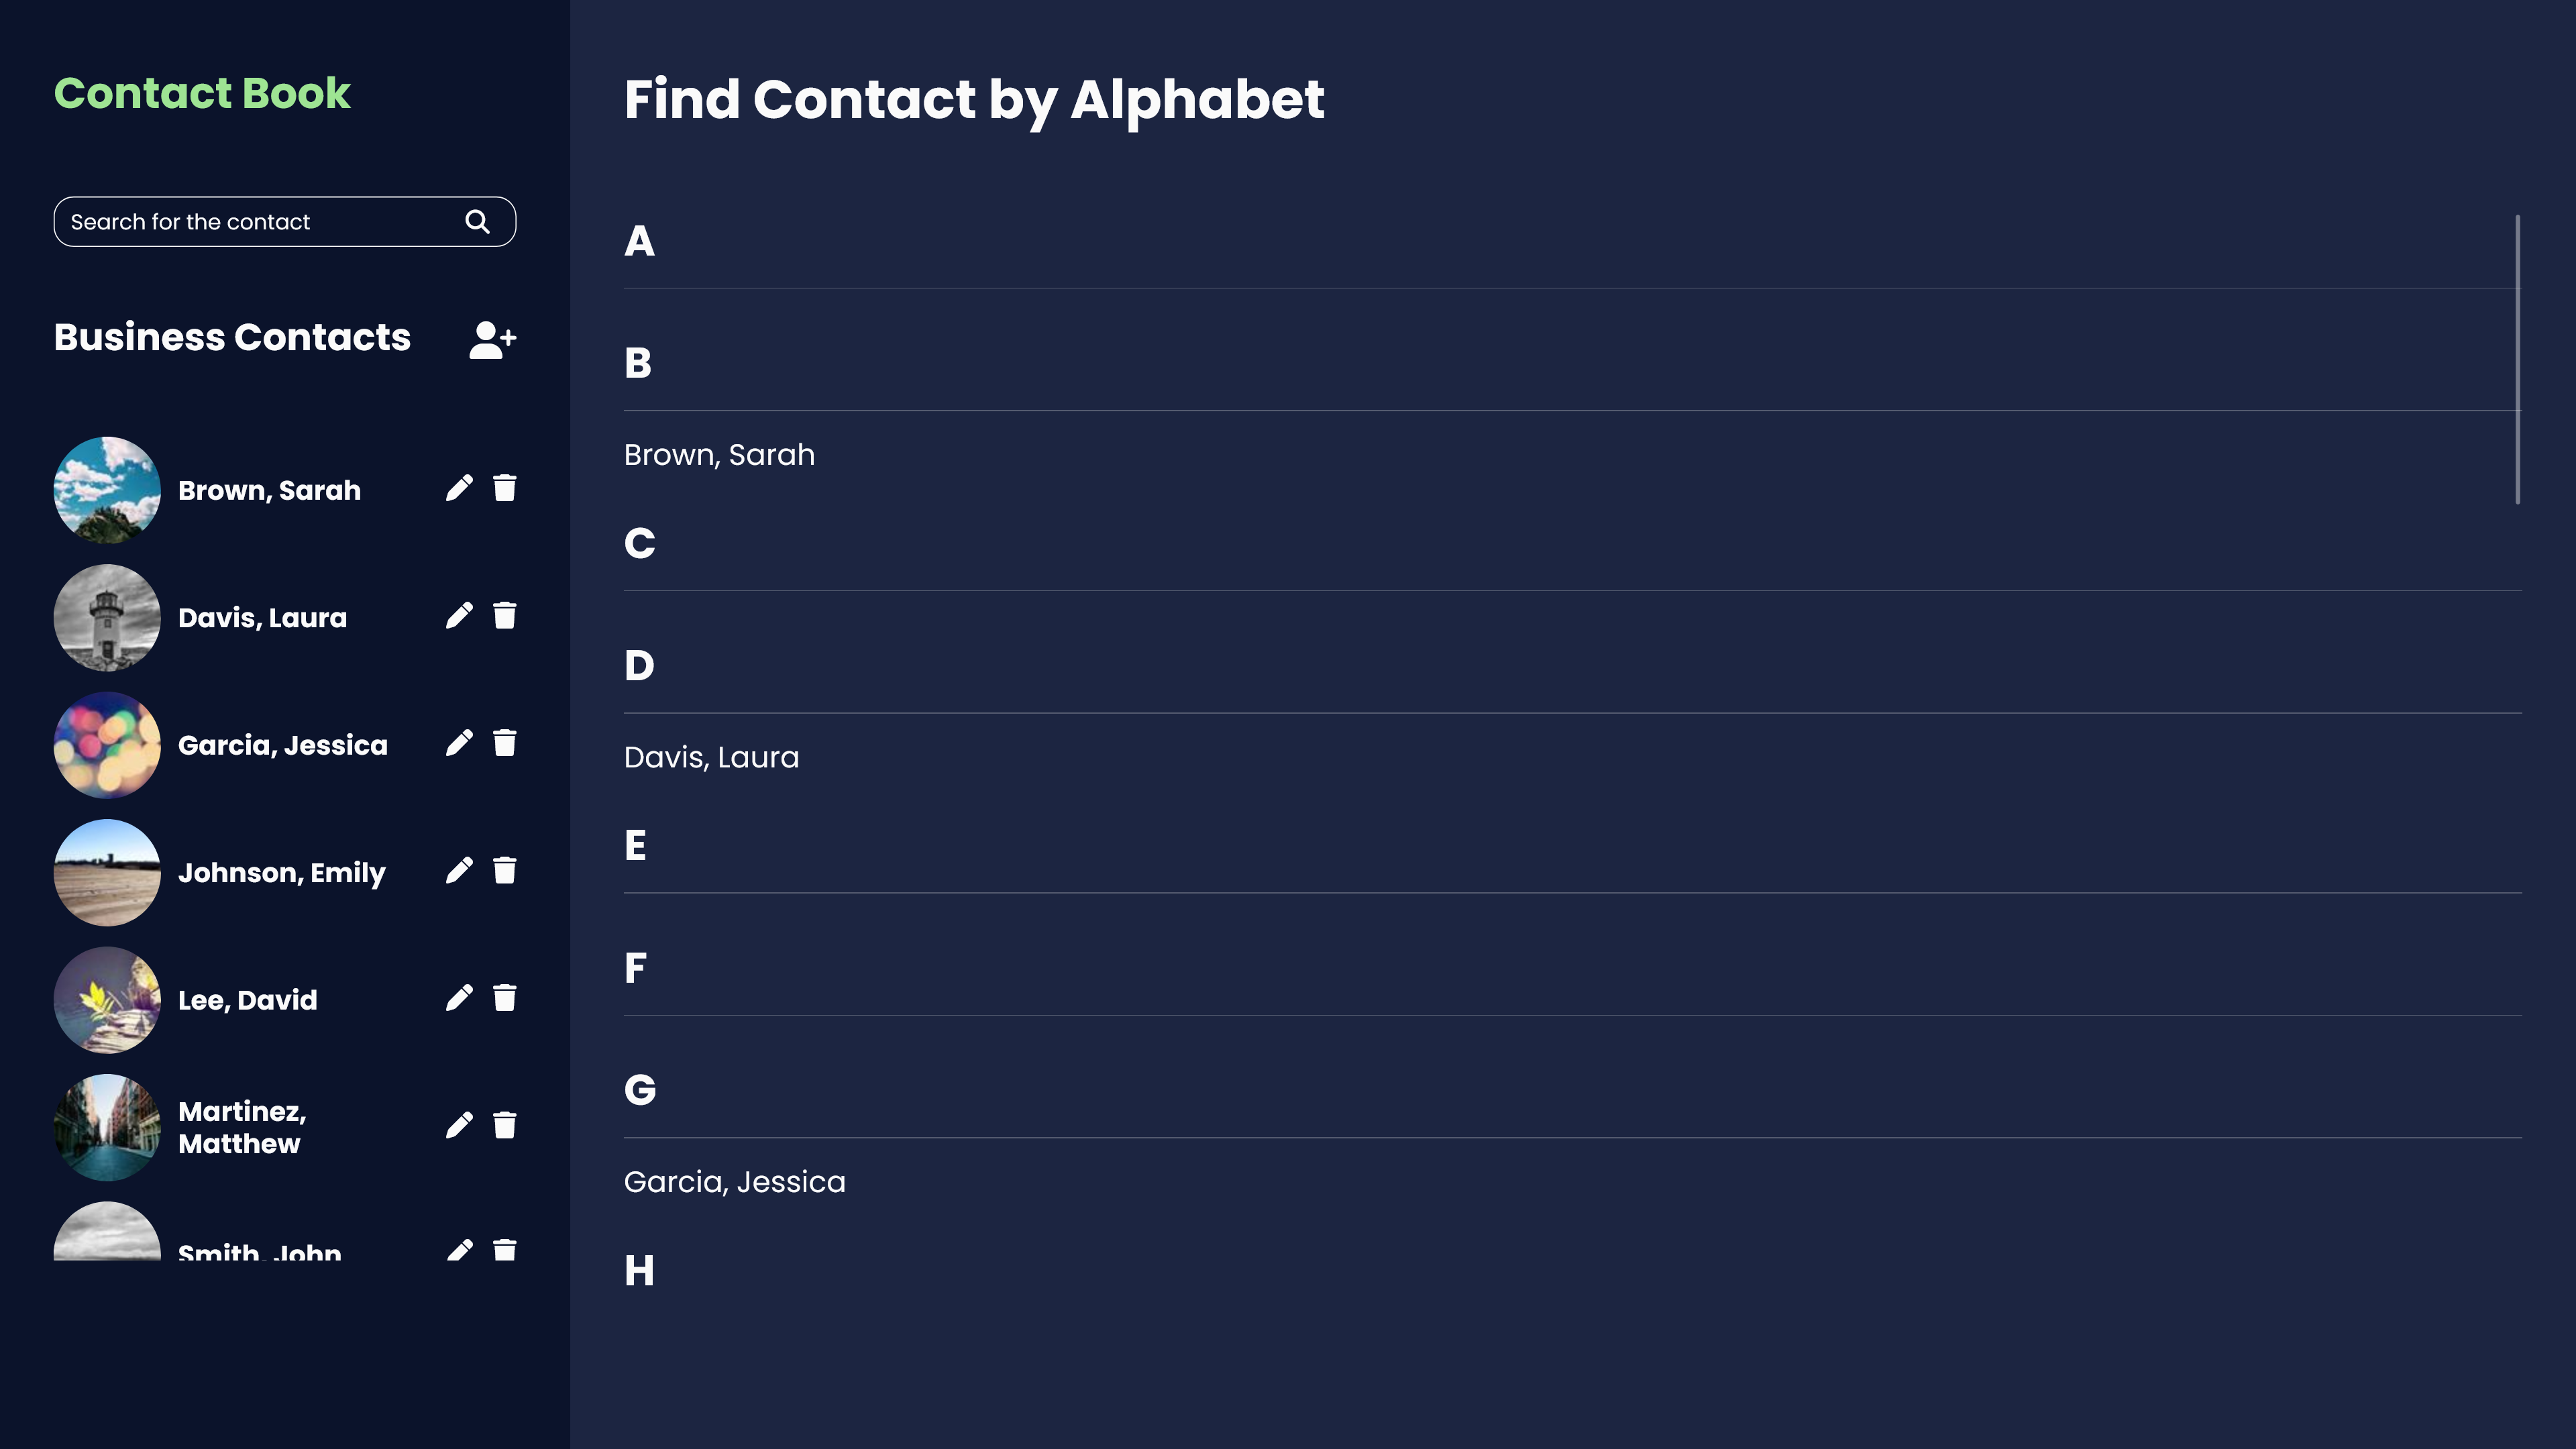 Contact Book
Search for the contact
Business Contacts
Brown, Sarah
Davis, Laura
Garcia, Jessica
Johnson, Emily
Lee, David
Martinez,
Matthew
Smith, John
Find Contact by Alphabet
A
B
Brown, Sarah
C
D
Davis, Laura
E
F
G
Garcia, Jessica
H